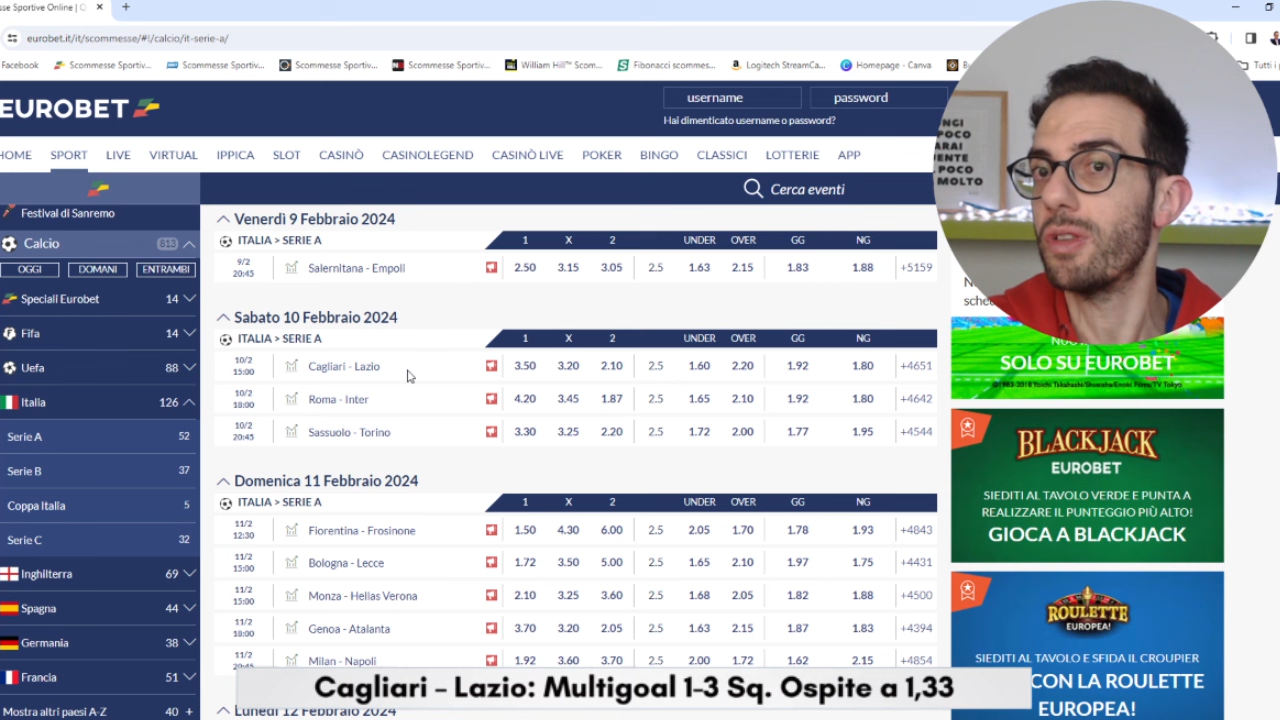 sse Sportive Online |
eurobet.it/it/scommesse/#!/calcio/it-serie-a/
Facebook
Scommesse Sportiv...
Scommesse Sportiv...
Scommesse Sportiv...
Scommesse Sportiv...
William Hill™ Scom...
Fibonacci scommes...
Logitech StreamCa...
Homepage - Canva
Tutti i
EUROBET
username
password
Hai dimenticato username o password?
HOME SPORT LIVE VIRTUAL IPPICA SLOT CASINÒ CASINOLEGEND CASINÒ LIVE POKER BINGO CLASSICI LOTTERIE APP
Cerca eventi
Festival di Sanremo
Calcio 813
OGGI DOMANI ENTRAMBI
Speciali Eurobet 14
Fifa 14
Uefa 88
Italia 126
Serie A 52
Serie B 37
Coppa Italia 5
Serie C 32
Inghilterra 69
Spagna 44
Germania 38
Francia 51
Mostra altri paesi A-Z 40 +
Venerdì 9 Febbraio 2024
ITALIA > SERIE A 1 X 2 UNDER OVER GG NG
9/2 20:45 Salernitana - Empoli 2.50 3.15 3.05 2.5 1.63 2.15 1.83 1.88 +5159
Sabato 10 Febbraio 2024
ITALIA > SERIE A 1 X 2 UNDER OVER GG NG
10/2 15:00 Cagliari - Lazio 3.50 3.20 2.10 2.5 1.60 2.20 1.92 1.80 +4651
10/2 18:00 Roma - Inter 4.20 3.45 1.87 2.5 1.65 2.10 1.92 1.80 +4642
10/2 20:45 Sassuolo - Torino 3.30 3.25 2.20 2.5 1.72 2.00 1.77 1.95 +4544
Domenica 11 Febbraio 2024
ITALIA > SERIE A 1 X 2 UNDER OVER GG NG
11/2 12:30 Fiorentina - Frosinone 1.50 4.30 6.00 2.5 2.05 1.70 1.78 1.93 +4843
11/2 15:00 Bologna - Lecce 1.72 3.50 5.00 2.5 1.65 2.10 1.97 1.75 +4431
11/2 15:00 Monza - Hellas Verona 2.10 3.25 3.60 2.5 1.68 2.05 1.82 1.88 +4500
11/2 18:00 Genoa - Atalanta 3.70 3.20 2.05 2.5 1.63 2.15 1.87 1.83 +4394
11/2 20:45 Milan - Napoli 1.92 3.60 3.70 2.5 2.00 1.72 1.62 2.15 +4854
Lunedì 12 Febbraio 2024
Cagliari – Lazio: Multigoal 1-3 Sq. Ospite a 1,33
POCO
POCO
MOLTO
SOLO SU EUROBET
BLACKJACK
EUROBET
SIEDITI AL TAVOLO VERDE E PUNTA A
REALIZZARE IL PUNTEGGIO PIÙ ALTO!
GIOCA A BLACKJACK
ROULETTE
EUROPEA!
SIEDITI AL TAVOLO E SFIDA IL CROUPIER
CON LA ROULETTE
EUROPEA!